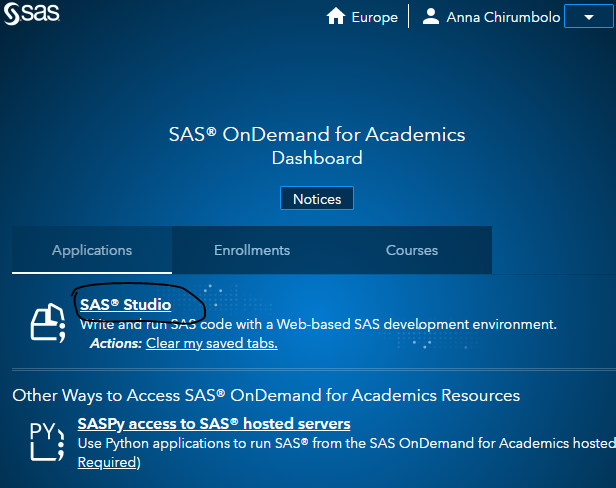 sas
Europe
Anna Chirumbolo
SAS® OnDemand for Academics
Dashboard
Notices
Applications
Enrollments
Courses
SAS® Studio
Write and run SAS code with a Web-based SAS development environment.
Actions: Clear my saved tabs.
Other Ways to Access SAS® OnDemand for Academics Resources
PY
SASPy access to SAS® hosted servers
Use Python applications to run SAS® from the SAS OnDemand for Academics hosted
Required)